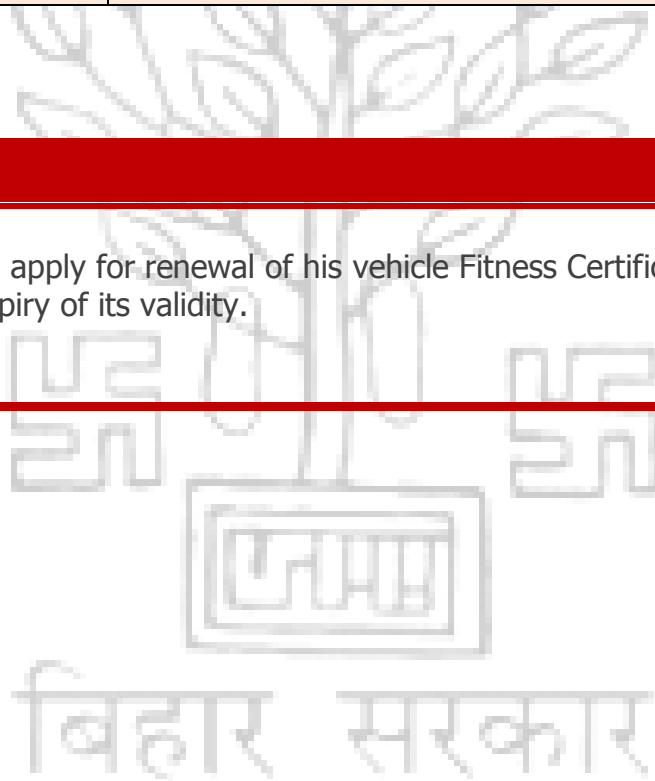 apply for renewal of his vehicle Fitness Certific
piry of its validity.
बिहार सरकार